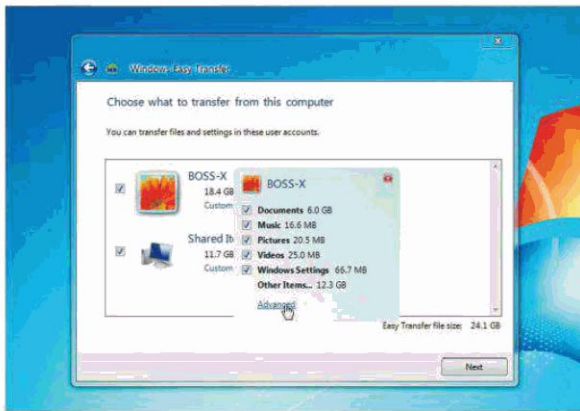 Windows Easy Transfer
Choose what to transfer from this computer
You can transfer files and settings in these user accounts.
BOSS-X
18.4 GB
Custom
Shared It
11.7 GB
Custom
BOSS-X
Documents 6.0 GB
Music 16.6 MB
Pictures 20.5 MB
Videos 25.0 MB
Windows Settings 66.7 MB
Other Items... 12.3 GB
Advanced
Easy Transfer file size: 24.1 GB
Next